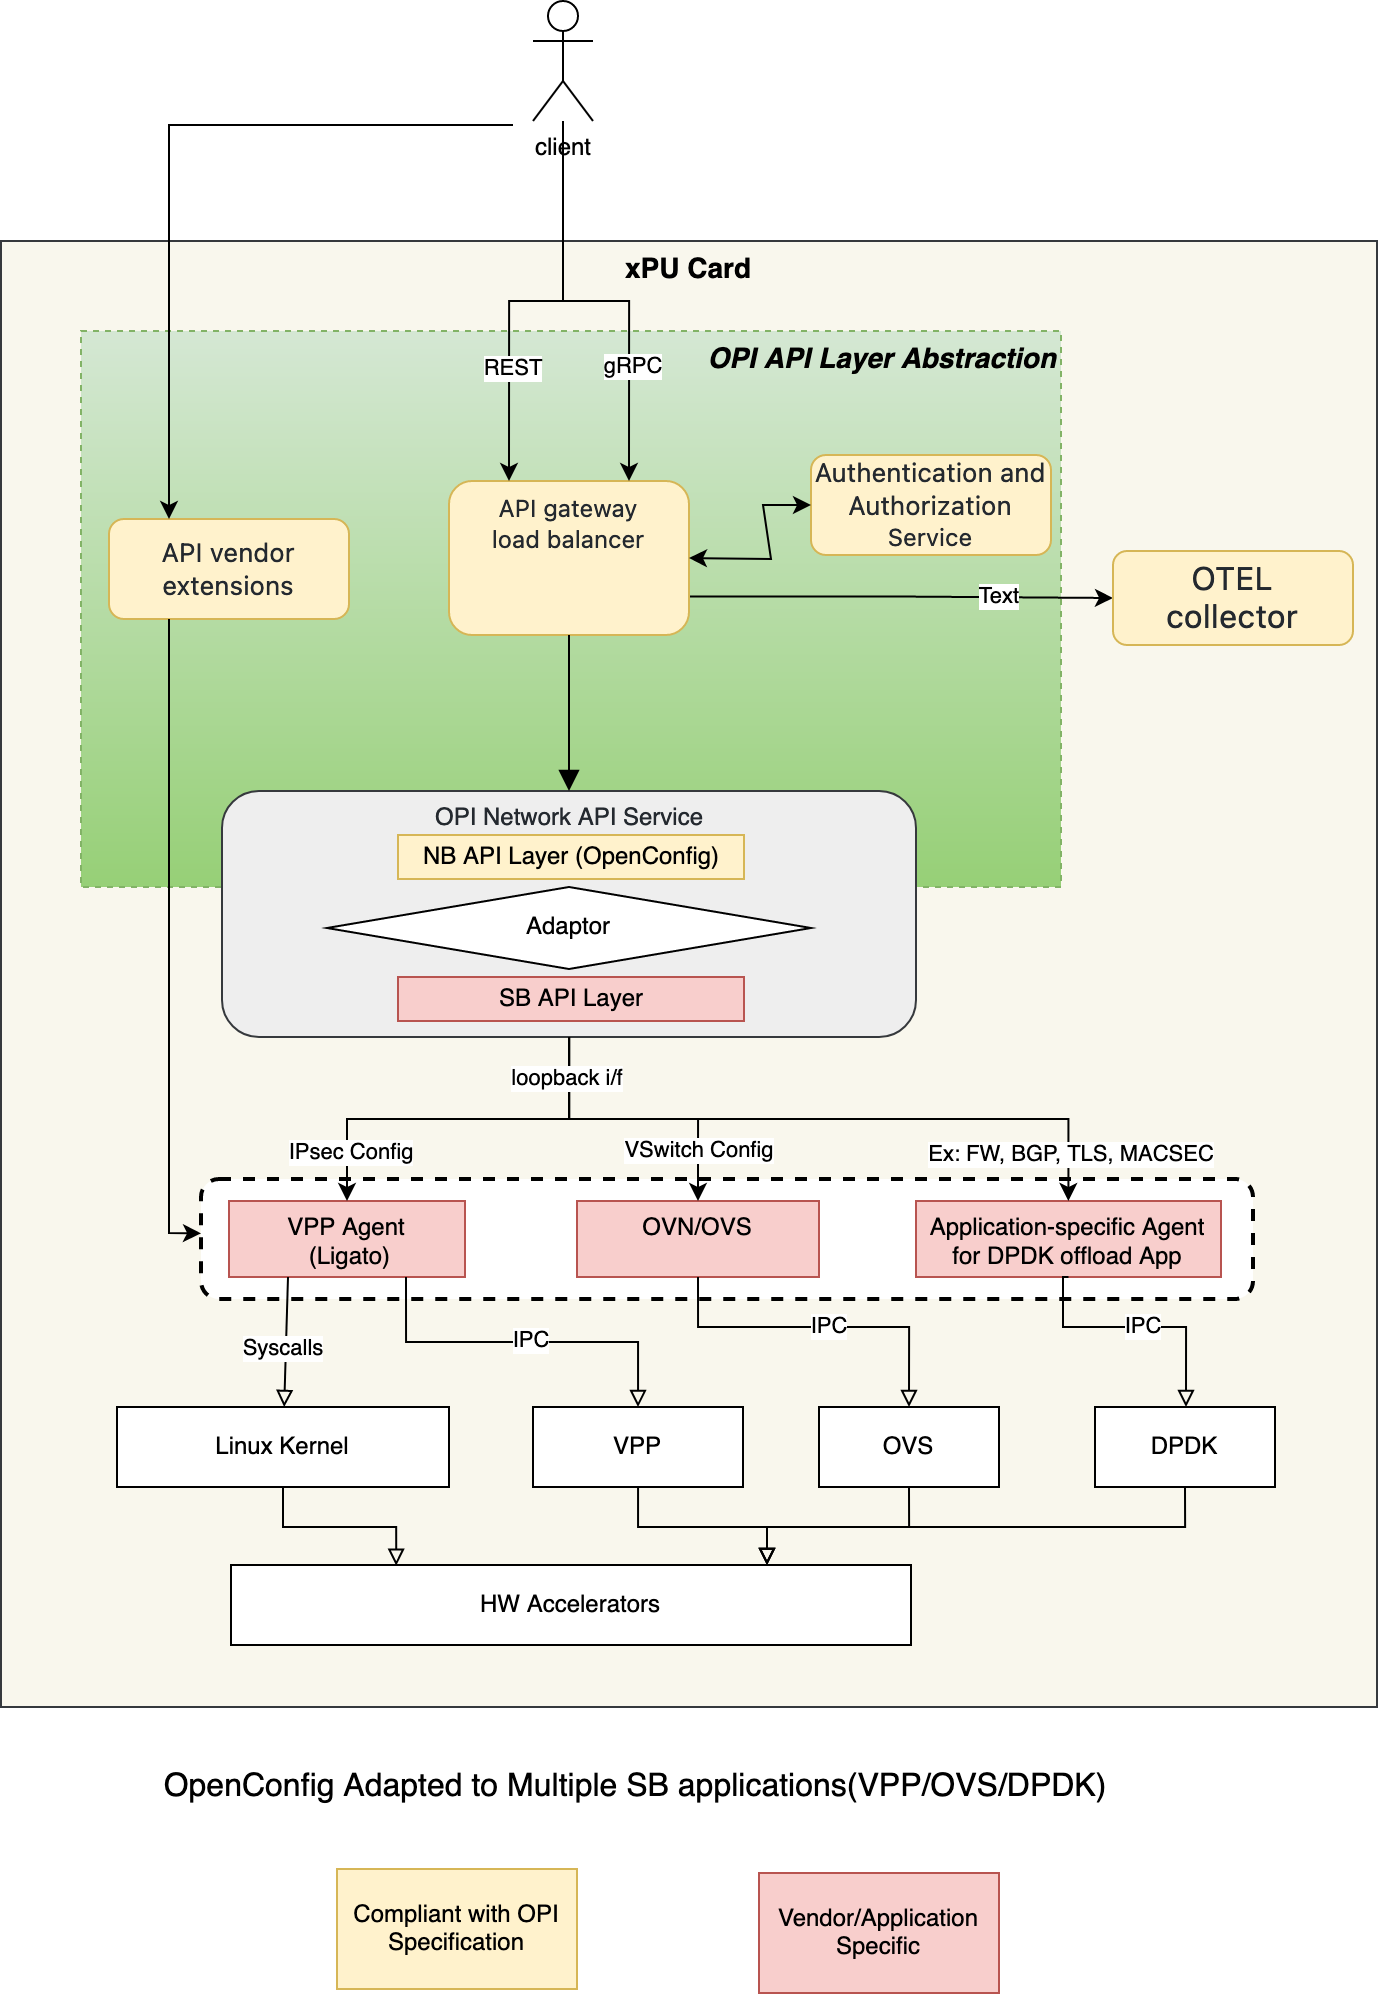 client
xPU Card
OPI API Layer Abstraction
REST
gRPC
Authentication and
Authorization
Service
API gateway
load balancer
API vendor
extensions
OTEL
collector
Text
OPI Network API Service
NB API Layer (OpenConfig)
Adaptor
SB API Layer
loopback i/f
IPsec Config
VSwitch Config
Ex: FW, BGP, TLS, MACSEC
VPP Agent
(Ligato)
OVN/OVS
Application-specific Agent
for DPDK offload App
Syscalls
IPC
IPC
IPC
Linux Kernel
VPP
OVS
DPDK
HW Accelerators
OpenConfig Adapted to Multiple SB applications(VPP/OVS/DPDK)
Compliant with OPI
Specification
Vendor/Application
Specific